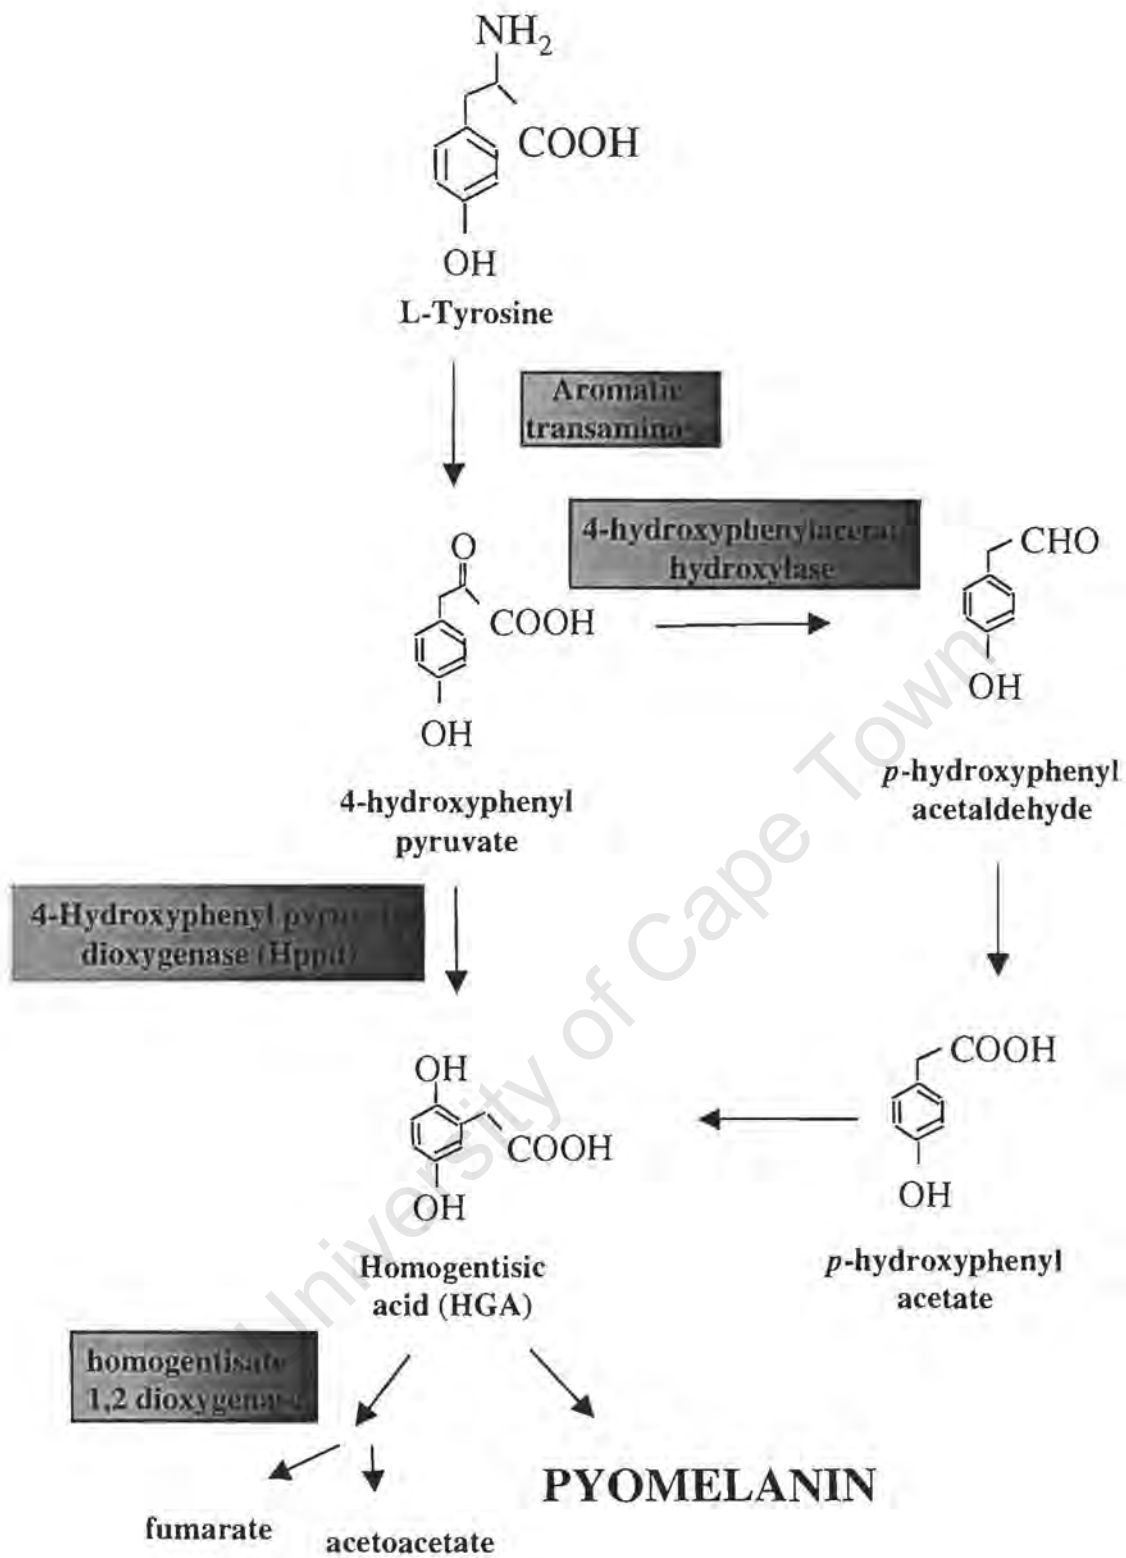 NH2
COOH
OH
L-Tyrosine
Aromatic
4-hydroxyphenylacetat
hydroxylase
CHO
OH
p-hydroxyphenyl
acetaldehyde
O
COOH
OH
4-hydroxyphenyl
pyruvate
4-Hydroxyphenyl pyruvate
dioxygenase (Hppd)
OH
COOH
OH
Homogentisic
acid (HGA)
COOH
OH
p-hydroxyphenyl
acetate
homogentisate
1,2 dioxygenase
PYOMELANIN
fumarate
acetoacetate
University of Cape Town